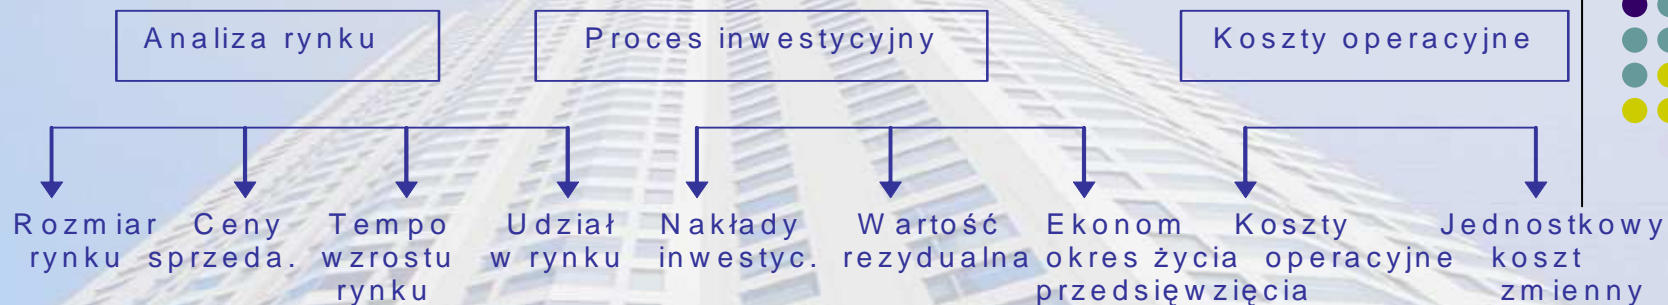 Analiza rynku
Proces inwestycyjny
Koszty operacyjne
Rozmiar
rynku
Ceny
sprzeda.
Tempo
wzrostu
rynku
Udział
w rynku
Nakłady
inwestyc.
Wartość
rezydualna
Ekonom
okres życia
przedsięwzięcia
Koszty
operacyjne
Jednostkowy
koszt
zmienny